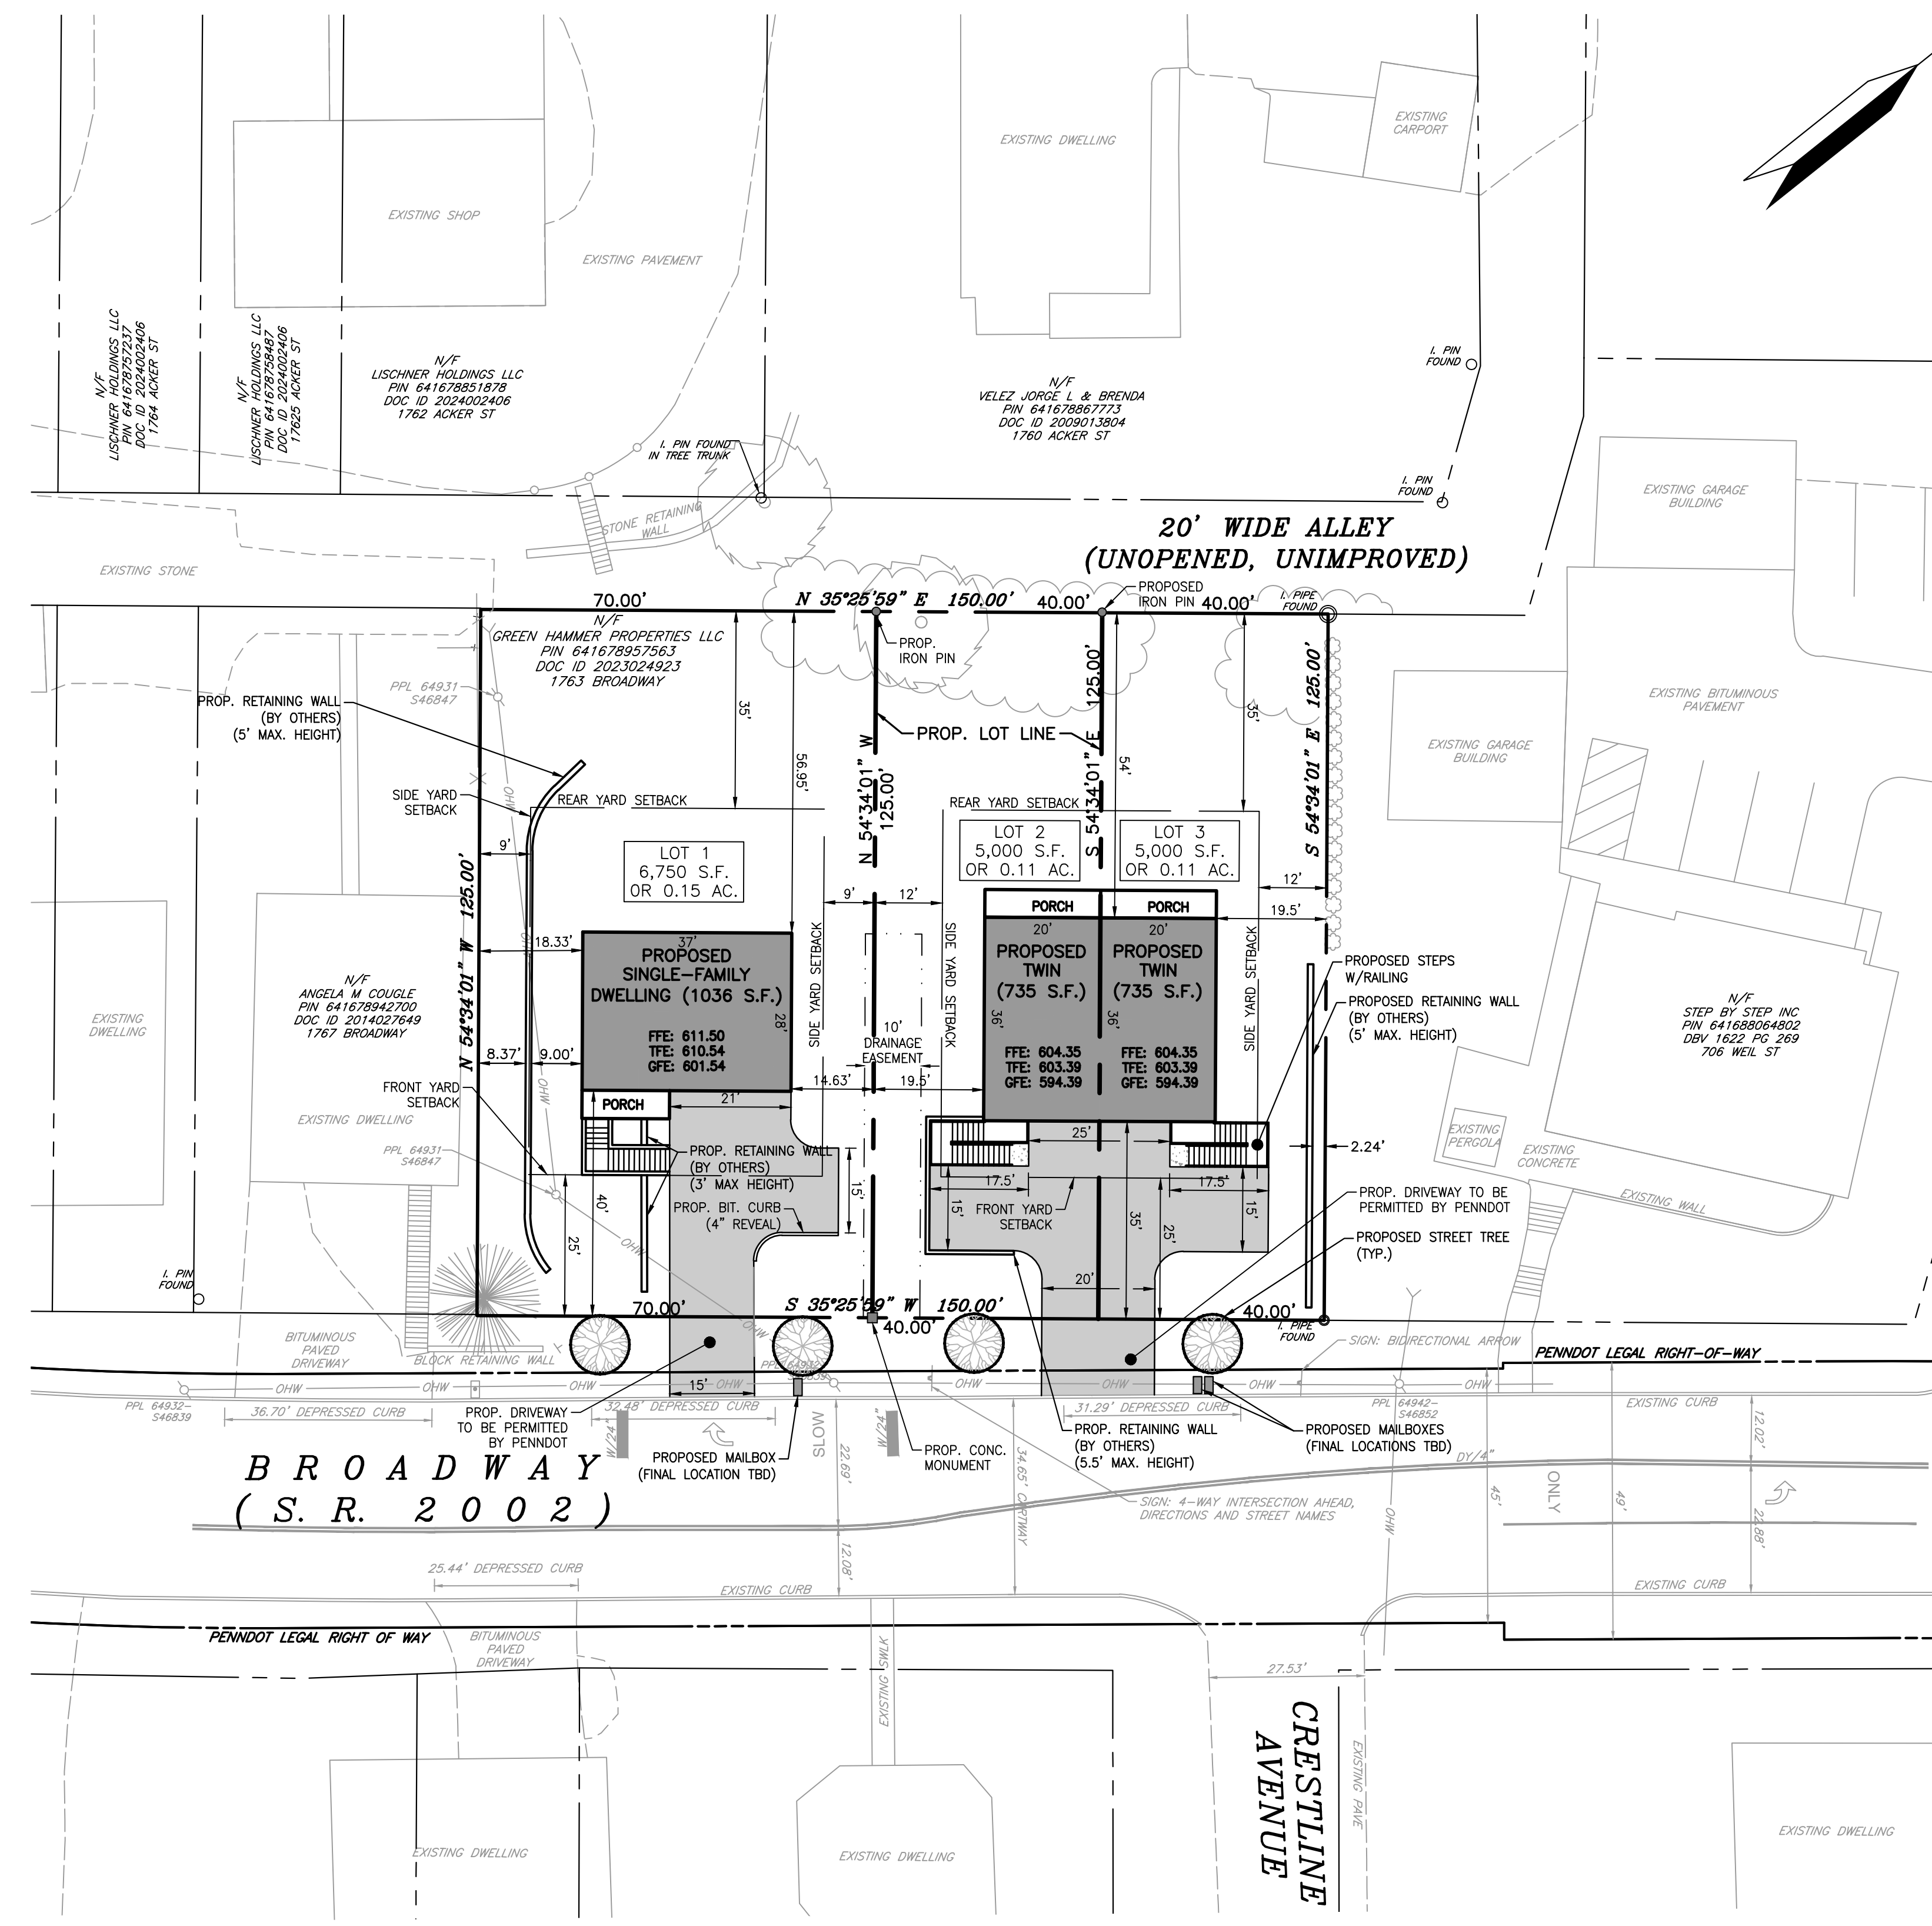 EXISTING DWELLING
EXISTING
CARPORT
EXISTING SHOP
EXISTING PAVEMENT
N/F
LISCHNER HOLDINGS LLC
PIN 641678757237
DOC ID 2024002406
1764 ACKER ST
N/F
LISCHNER HOLDINGS LLC
PIN 641678758487
DOC ID 2024002406
17625 ACKER ST
N/F
LISCHNER HOLDINGS LLC
PIN 641678851878
DOC ID 2024002406
1762 ACKER ST
N/F
VELEZ JORGE L & BRENDA
PIN 641678867773
DOC ID 2009013804
1760 ACKER ST
I. PIN
FOUND
I. PIN FOUND
IN TREE TRUNK
I. PIN
FOUND
STONE RETAINING
WALL
20' WIDE ALLEY
(UNOPENED, UNIMPROVED)
EXISTING GARAGE
BUILDING
EXISTING STONE
70.00'
N 35°25'59" E 150.00'
40.00'
PROPOSED
IRON PIN
40.00'
I. PIPE
FOUND
N/F
GREEN HAMMER PROPERTIES LLC
PIN 641678957563
DOC ID 2023024923
1763 BROADWAY
PROP.
IRON PIN
PPL 64931
S46847
PROP. RETAINING WALL
(BY OTHERS)
(5' MAX. HEIGHT)
35'
56.95'
PROP. LOT LINE
N 54°34'01" W
125.00'
S 54°34'01" E 125.00'
54'
35'
S 54°34'01" E 125.00'
EXISTING BITUMINOUS
PAVEMENT
EXISTING GARAGE
BUILDING
SIDE YARD
SETBACK
REAR YARD SETBACK
REAR YARD SETBACK
OHW
9'
LOT 1
6,750 S.F.
OR 0.15 AC.
LOT 2
5,000 S.F.
OR 0.11 AC.
LOT 3
5,000 S.F.
OR 0.11 AC.
9'
12'
12'
19.5'
N 54°34'01" W 125.00'
PORCH
PORCH
18.33'
OHW
37'
PROPOSED
SINGLE-FAMILY
DWELLING (1036 S.F.)
28'
FFE: 611.50
TFE: 610.54
GFE: 601.54
SIDE YARD SETBACK
SIDE YARD SETBACK
20'
PROPOSED
TWIN
(735 S.F.)
36'
FFE: 604.35
TFE: 603.39
GFE: 594.39
20'
PROPOSED
TWIN
(735 S.F.)
36'
FFE: 604.35
TFE: 603.39
GFE: 594.39
SIDE YARD SETBACK
PROPOSED STEPS
W/RAILING
PROPOSED RETAINING WALL
(BY OTHERS)
(5' MAX. HEIGHT)
N/F
STEP BY STEP INC
PIN 641688064802
DBV 1622 PG 269
706 WEIL ST
N/F
ANGELA M COUGLE
PIN 641678942700
DOC ID 2014027649
1767 BROADWAY
EXISTING
DWELLING
10'
DRAINAGE
EASEMENT
8.37'
9.00'
14.63'
19.5'
FRONT YARD
SETBACK
OHW
PORCH
21'
EXISTING DWELLING
25'
2.24'
EXISTING
PERGOLA
EXISTING
CONCRETE
PPL 64931
S46847
PROP. RETAINING WALL
(BY OTHERS)
(3' MAX HEIGHT)
PROP. BIT. CURB
(4" REVEAL)
15'
17.5'
17.5'
15'
15'
FRONT YARD
SETBACK
35'
25'
40'
25'
OHW
20'
PROP. DRIVEWAY TO BE
PERMITTED BY PENNDOT
EXISTING WALL
PROPOSED STREET TREE
(TYP.)
I. PIN
FOUND
70.00'
S 35°25'59" W 150.00'
40.00'
40.00'
I. PIPE
FOUND
BITUMINOUS
PAVED
DRIVEWAY
BLOCK RETAINING WALL
OHW
SIGN: BIDIRECTIONAL ARROW
PENNDOT LEGAL RIGHT-OF-WAY
OHW
OHW
OHW
OHW
OHW
OHW
OHW
OHW
PPL 64932-
S46839
36.70' DEPRESSED CURB
15'
32.48' DEPRESSED CURB
31.29' DEPRESSED CURB
PPL 64942-
S46852
EXISTING CURB
PROP. DRIVEWAY
TO BE PERMITTED
BY PENNDOT
W/24"
SLOW
W/24"
PROPOSED MAILBOX
(FINAL LOCATION TBD)
PROP. CONC.
MONUMENT
PROP. RETAINING WALL
(BY OTHERS)
(5.5' MAX. HEIGHT)
PROPOSED MAILBOXES
(FINAL LOCATIONS TBD)
12.02'
22.69'
34.65' CARTWAY
DY/4"
BROADWAY
(S.R. 2002)
SIGN: 4-WAY INTERSECTION AHEAD,
DIRECTIONS AND STREET NAMES
OHW
45'
ONLY
49'
22.88'
12.08'
25.44' DEPRESSED CURB
EXISTING CURB
EXISTING CURB
PENNDOT LEGAL RIGHT OF WAY
BITUMINOUS
PAVED
DRIVEWAY
EXISTING SWLK
27.53'
CRESTLINE
AVENUE
EXISTING PAVE
EXISTING DWELLING
EXISTING DWELLING
EXISTING DWELLING